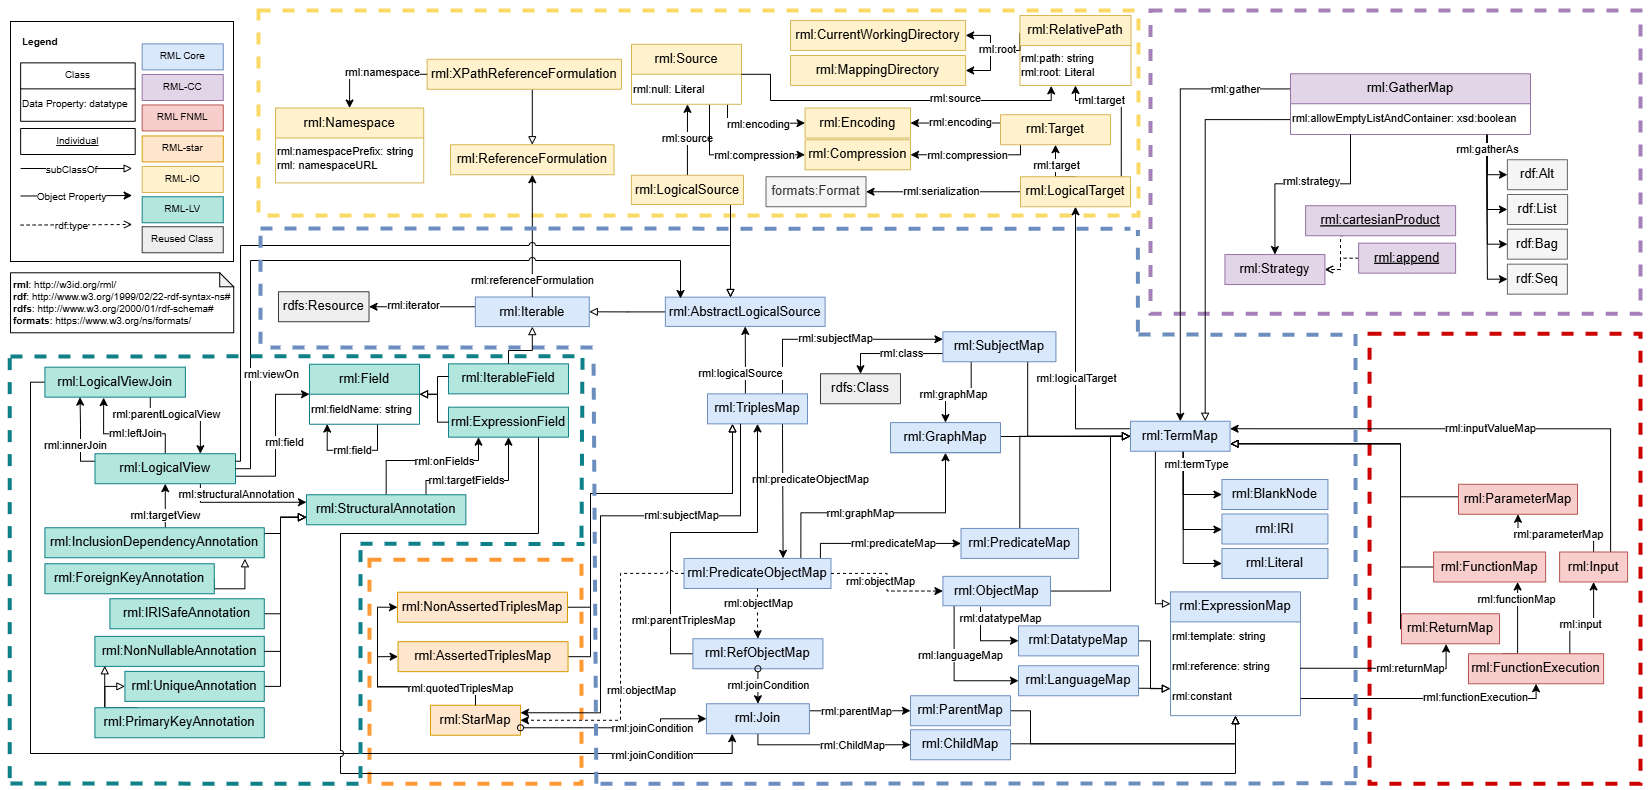 Legend
Class
Data Property: datatype
Individual
subClassOf
Object Property
rdf:type
RML Core
RML-CC
RML FNML
RML-star
RML-IO
RML-LV
Reused Class
rml: http://w3id.org/rml/
rdf: http://www.w3.org/1999/02/22-rdf-syntax-ns#
rdfs: http://www.w3.org/2000/01/rdf-schema#
formats: https://www.w3.org/ns/formats/
rml:namespace
rml:XPathReferenceFormulation
rml:Namespace
rml:namespacePrefix: string
rml: namespaceURL
rml:ReferenceFormulation
rml:Source
rml:null: Literal
rml:source
rml:LogicalSource
rml:CurrentWorkingDirectory
rml:MappingDirectory
rml:root
rml:RelativePath
rml:path: string
rml:root: Literal
rml:source
rml:target
rml:encoding
rml:Encoding
rml:encoding
rml:Target
rml:compression
rml:Compression
rml:compression
rml:target
formats:Format
rml:serialization
rml:LogicalTarget
rml:gather
rml:GatherMap
rml:allowEmptyListAndContainer: xsd:boolean
rml:gatherAs
rml:strategy
rdf:Alt
rdf:List
rdf:Bag
rdf:Seq
rml:cartesianProduct
rml:append
rml:Strategy
rml:referenceFormulation
rdfs:Resource
rml:iterator
rml:Iterable
rml:AbstractLogicalSource
rml:subjectMap
rml:SubjectMap
rml:class
rdfs:Class
rml:logicalSource
rml:graphMap
rml:logicalTarget
rml:TriplesMap
rml:GraphMap
rml:TermMap
rml:inputValueMap
rml:termType
rml:BlankNode
rml:IRI
rml:Literal
rml:predicateObjectMap
rml:subjectMap
rml:graphMap
rml:predicateMap
rml:PredicateMap
rml:PredicateObjectMap
rml:objectMap
rml:ObjectMap
rml:objectMap
rml:parentTriplesMap
rml:RefObjectMap
rml:datatypeMap
rml:DatatypeMap
rml:languageMap
rml:LanguageMap
rml:ExpressionMap
rml:template: string
rml:reference: string
rml:constant
rml:joinCondition
rml:objectMap
rml:Join
rml:parentMap
rml:ParentMap
rml:ChildMap
rml:ChildMap
rml:joinCondition
rml:joinCondition
rml:LogicalViewJoin
rml:viewOn
rml:Field
rml:fieldName: string
rml:field
rml:field
rml:IterableField
rml:ExpressionField
rml:parentLogicalView
rml:leftJoin
rml:innerJoin
rml:LogicalView
rml:onFields
rml:targetFields
rml:structuralAnnotation
rml:StructuralAnnotation
rml:targetView
rml:InclusionDependencyAnnotation
rml:ForeignKeyAnnotation
rml:IRISafeAnnotation
rml:NonNullableAnnotation
rml:UniqueAnnotation
rml:PrimaryKeyAnnotation
rml:NonAssertedTriplesMap
rml:AssertedTriplesMap
rml:quotedTriplesMap
rml:StarMap
rml:ParameterMap
rml:parameterMap
rml:FunctionMap
rml:Input
rml:functionMap
rml:input
rml:ReturnMap
rml:returnMap
rml:FunctionExecution
rml:functionExecution